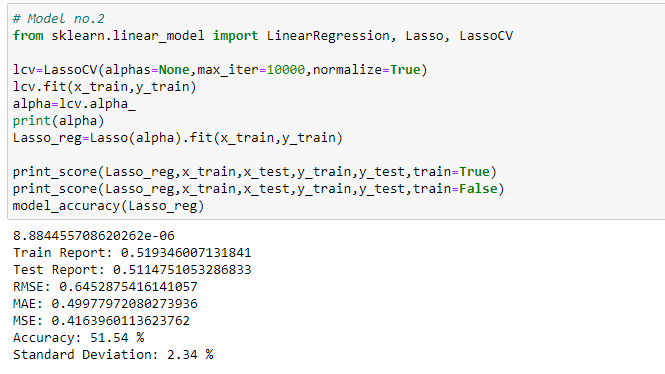 # Model no.2
from sklearn.linear_model import LinearRegression, Lasso, LassoCV
lcv=LassoCV(alphas=None,max_iter=10000,normalize=True)
lcv.fit(x_train,y_train)
alpha=lcv.alpha_
print(alpha)
Lasso_reg=Lasso(alpha).fit(x_train,y_train)
print_score(Lasso_reg,x_train,x_test,y_train,y_test,train=True)
print_score(Lasso_reg,x_train,x_test,y_train,y_test,train=False)
model_accuracy(Lasso_reg)
8.884455708620262e-06
Train Report: 0.519346007131841
Test Report: 0.5114751053286833
RMSE: 0.6452875416141057
MAE: 0.49977972080273936
MSE: 0.4163960113623762
Accuracy: 51.54 %
Standard Deviation: 2.34 %